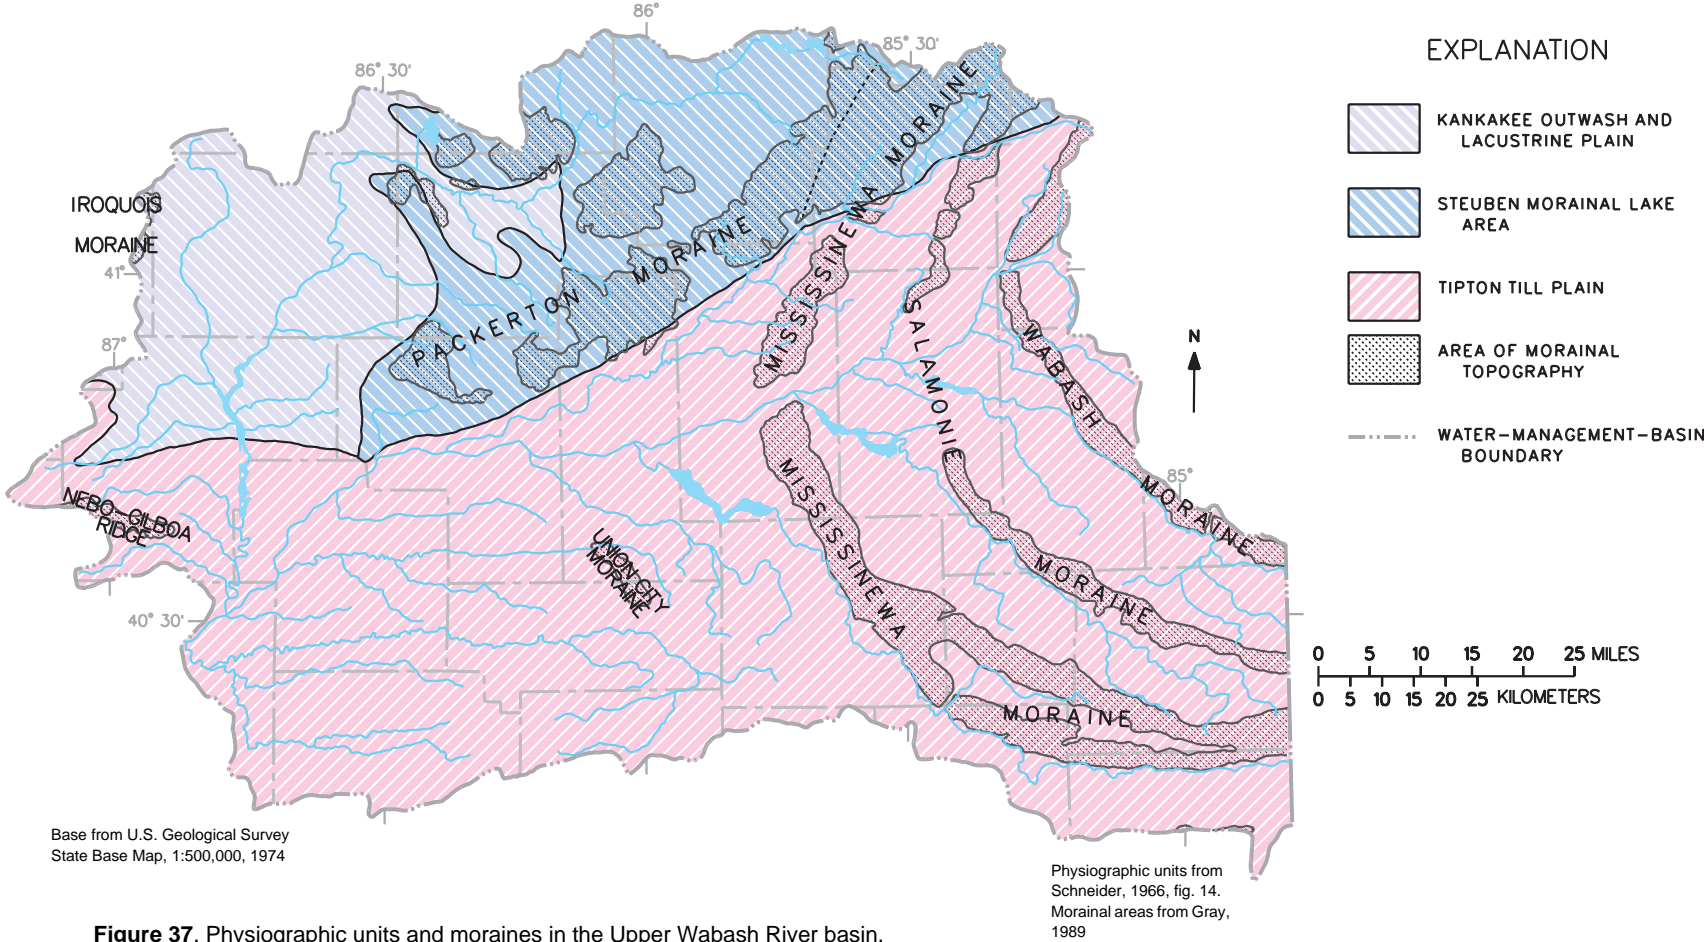 86°
85° 30'
86° 30'
EXPLANATION
KANKAKEE OUTWASH AND
LACUSTRINE PLAIN
STEUBEN MORAINAL LAKE
AREA
TIPTON TILL PLAIN
AREA OF MORAINAL
TOPOGRAPHY
WATER-MANAGEMENT-BASIN
BOUNDARY
IROQUOIS
MORAINE
41°
87°
PACKERTON MORAINE
MISSISSINEWA MORAINE
SALAMONIE
WABASH
N
85°
MORAINE
NEBO-GILBOA
RIDGE
UNION CITY
MORAINE
MISSISSINEWA
MORAINE
MORAINE
40° 30'
0 5 10 15 20 25 MILES
0 5 10 15 20 25 KILOMETERS
Base from U.S. Geological Survey
State Base Map, 1:500,000, 1974
Physiographic units from
Schneider, 1966, fig. 14.
Morainal areas from Gray,
1989
Figure 37. Physiographic units and moraines in the Upper Wabash River basin.